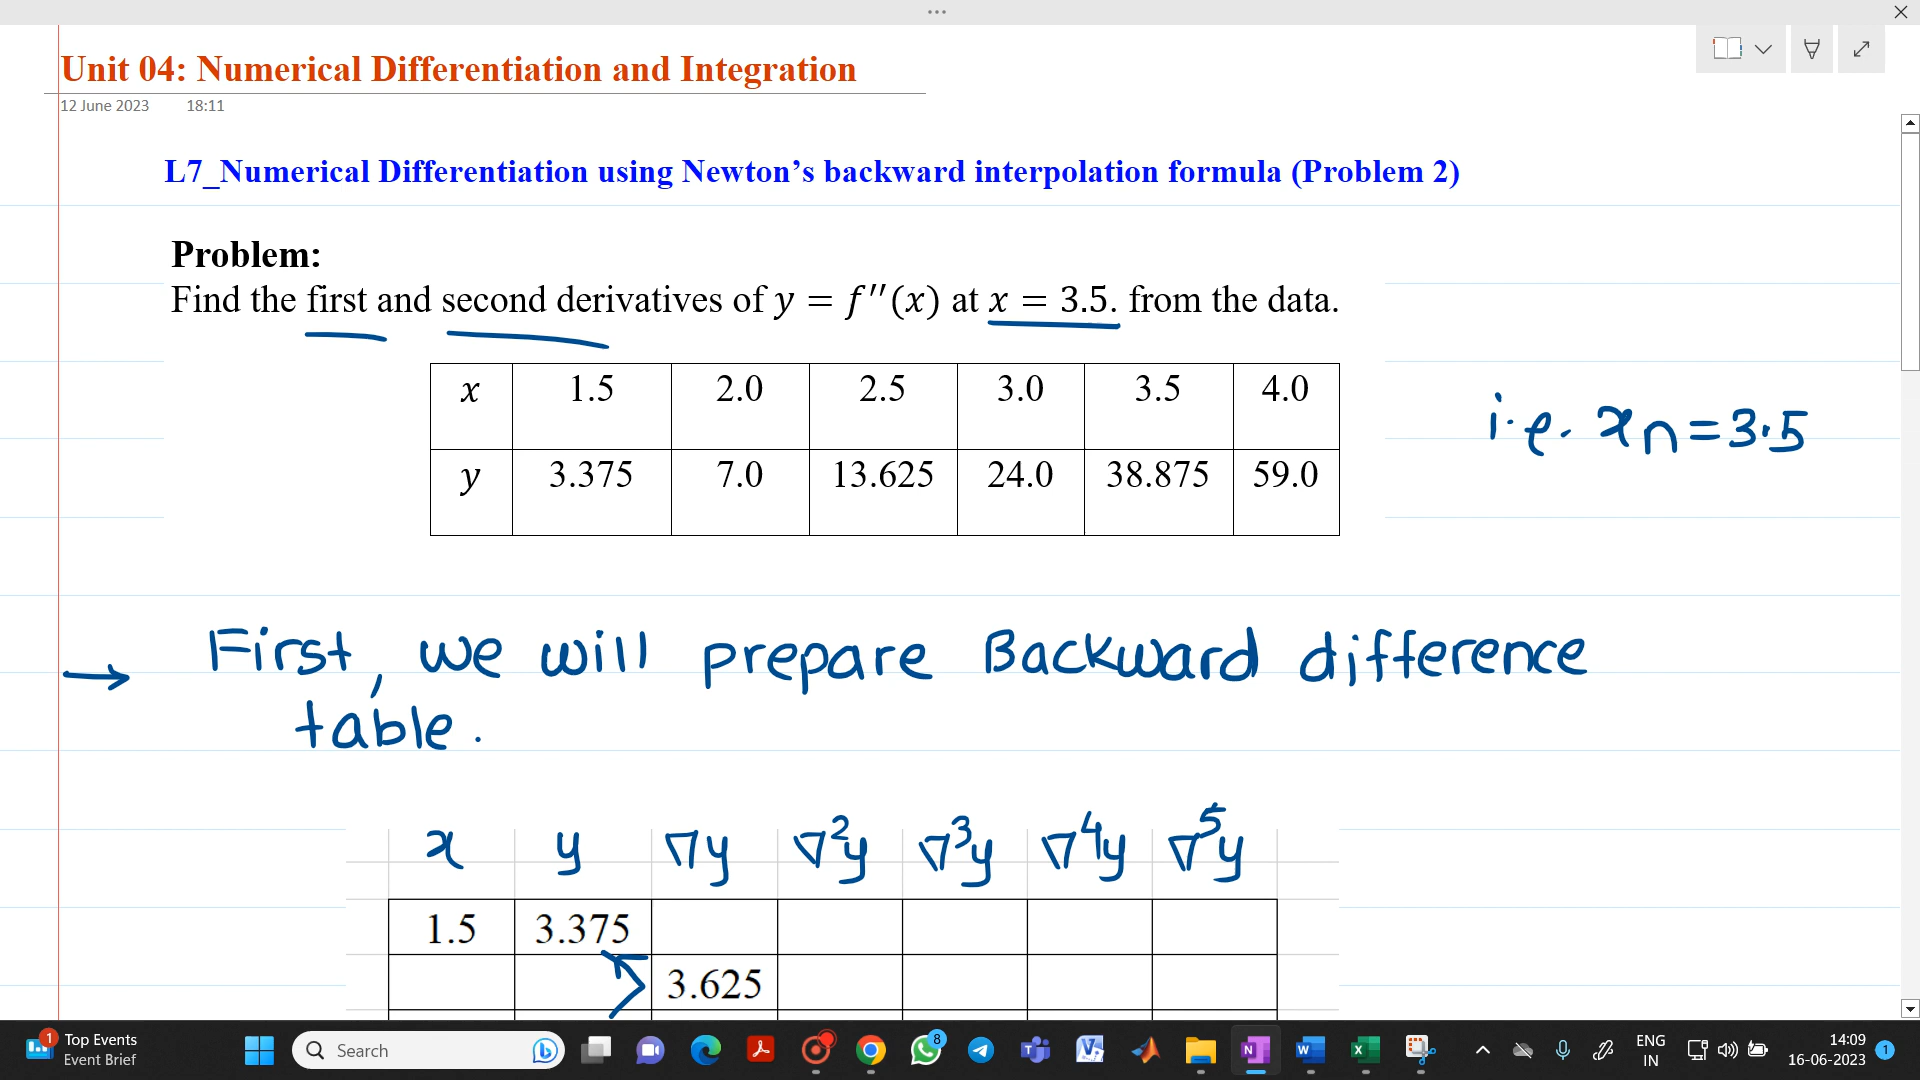 Unit 04: Numerical Differentiation and Integration
12 June 2023 18:11
L7_Numerical Differentiation using Newton’s backward interpolation formula (Problem 2)
Problem:
Find the first and second derivatives of y = f′′(x) at x = 3.5. from the data.
x 1.5 2.0 2.5 3.0 3.5 4.0
y 3.375 7.0 13.625 24.0 38.875 59.0
i.e. xn = 3.5
First, we will prepare Backward difference
table.
x y ∇y ∇²y ∇³y ∇⁴y ∇⁵y
1.5 3.375
3.625
1 Top Events
Event Brief
Search
8
ENG
IN
14:09
16-06-2023
1